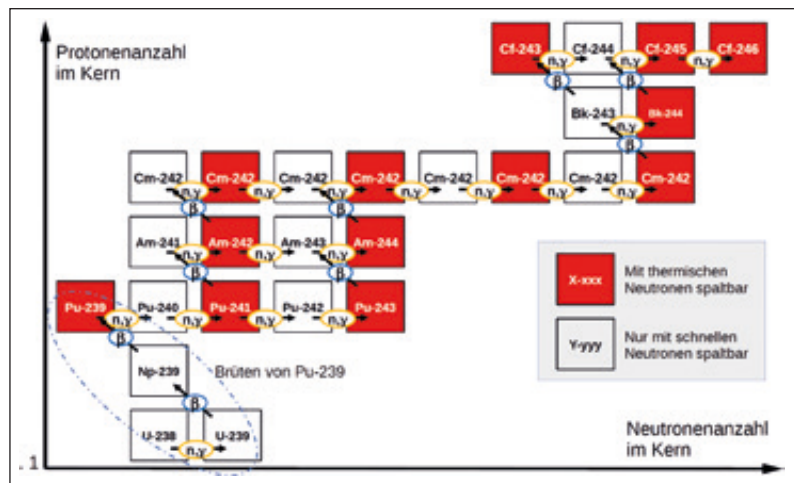 Protonenanzahl
im Kern
Cf-243
Cf-244
Cf-245
Cf-246
n,γ
n,γ
n,γ
β
β
Bk-243
Bk-244
n,γ
β
Cm-242
Cm-242
Cm-242
Cm-242
Cm-242
Cm-242
Cm-242
Cm-242
n,γ
n,γ
n,γ
n,γ
n,γ
n,γ
n,γ
β
β
Am-241
Am-242
Am-243
Am-244
n,γ
n,γ
n,γ
β
β
X-xxx
Mit thermischen
Neutronen spaltbar
Pu-239
Pu-240
Pu-241
Pu-242
Pu-243
n,γ
n,γ
n,γ
n,γ
β
Y-yyy
Nur mit schnellen
Neutronen spaltbar
Np-239
Brüten von Pu-239
β
U-238
U-239
n,γ
Neutronenanzahl
im Kern
. 1